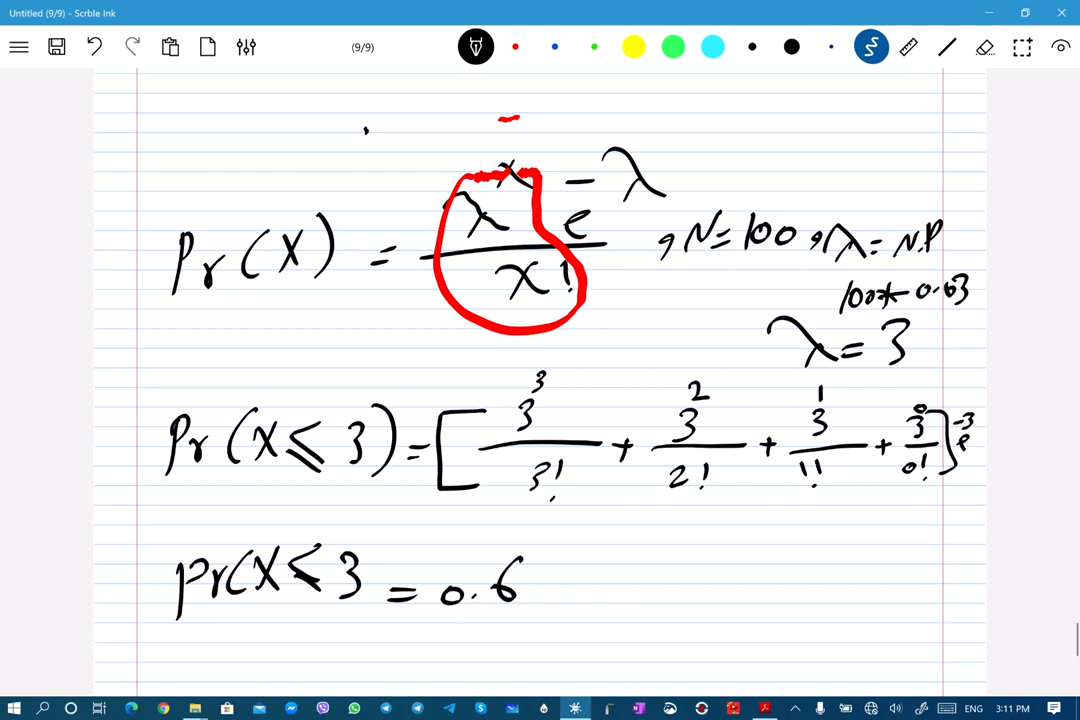 Untitled (9/9) - Scrble Ink
(9/9)
Pr(X) = λ^x e^-λ / x! , N=100 , λ= N.P
100* 0.03
λ = 3
Pr(X ≤ 3) = [ 3^3 / 3! + 3^2 / 2! + 3^1 / 1! + 3^0 / 0! ] e^-3
Pr(X ≤ 3 = 0.6
ENG 3:11 PM